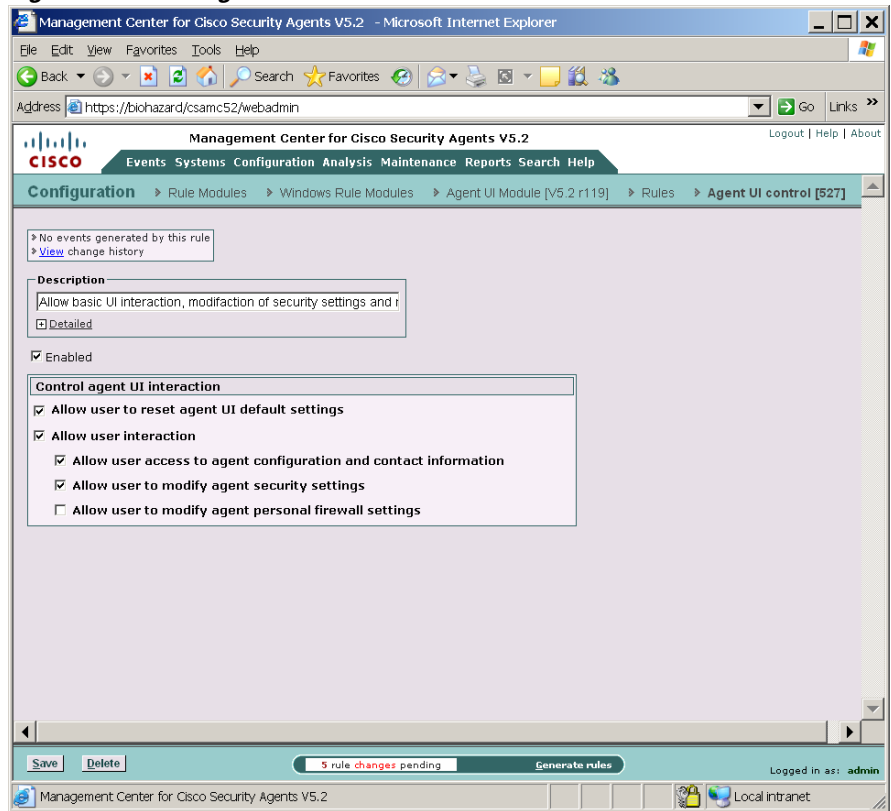 Management Center for Cisco Security Agents V5.2 - Microsoft Internet Explorer
File Edit View Favorites Tools Help
Back Search Favorites
Address https://biohazard/csamc52/webadmin Go Links »
Management Center for Cisco Security Agents V5.2 Logout | Help | About
CISCO Events Systems Configuration Analysis Maintenance Reports Search Help
Configuration Rule Modules Windows Rule Modules Agent UI Module [V5.2 r119] Rules Agent UI control [527]
No events generated by this rule
View change history
Description
Allow basic UI interaction, modifaction of security settings and
Detailed
Enabled
Control agent UI interaction
Allow user to reset agent UI default settings
Allow user interaction
Allow user access to agent configuration and contact information
Allow user to modify agent security settings
Allow user to modify agent personal firewall settings
Save Delete 5 rule changes pending Generate rules Logged in as: admin
Management Center for Cisco Security Agents V5.2 Local intranet